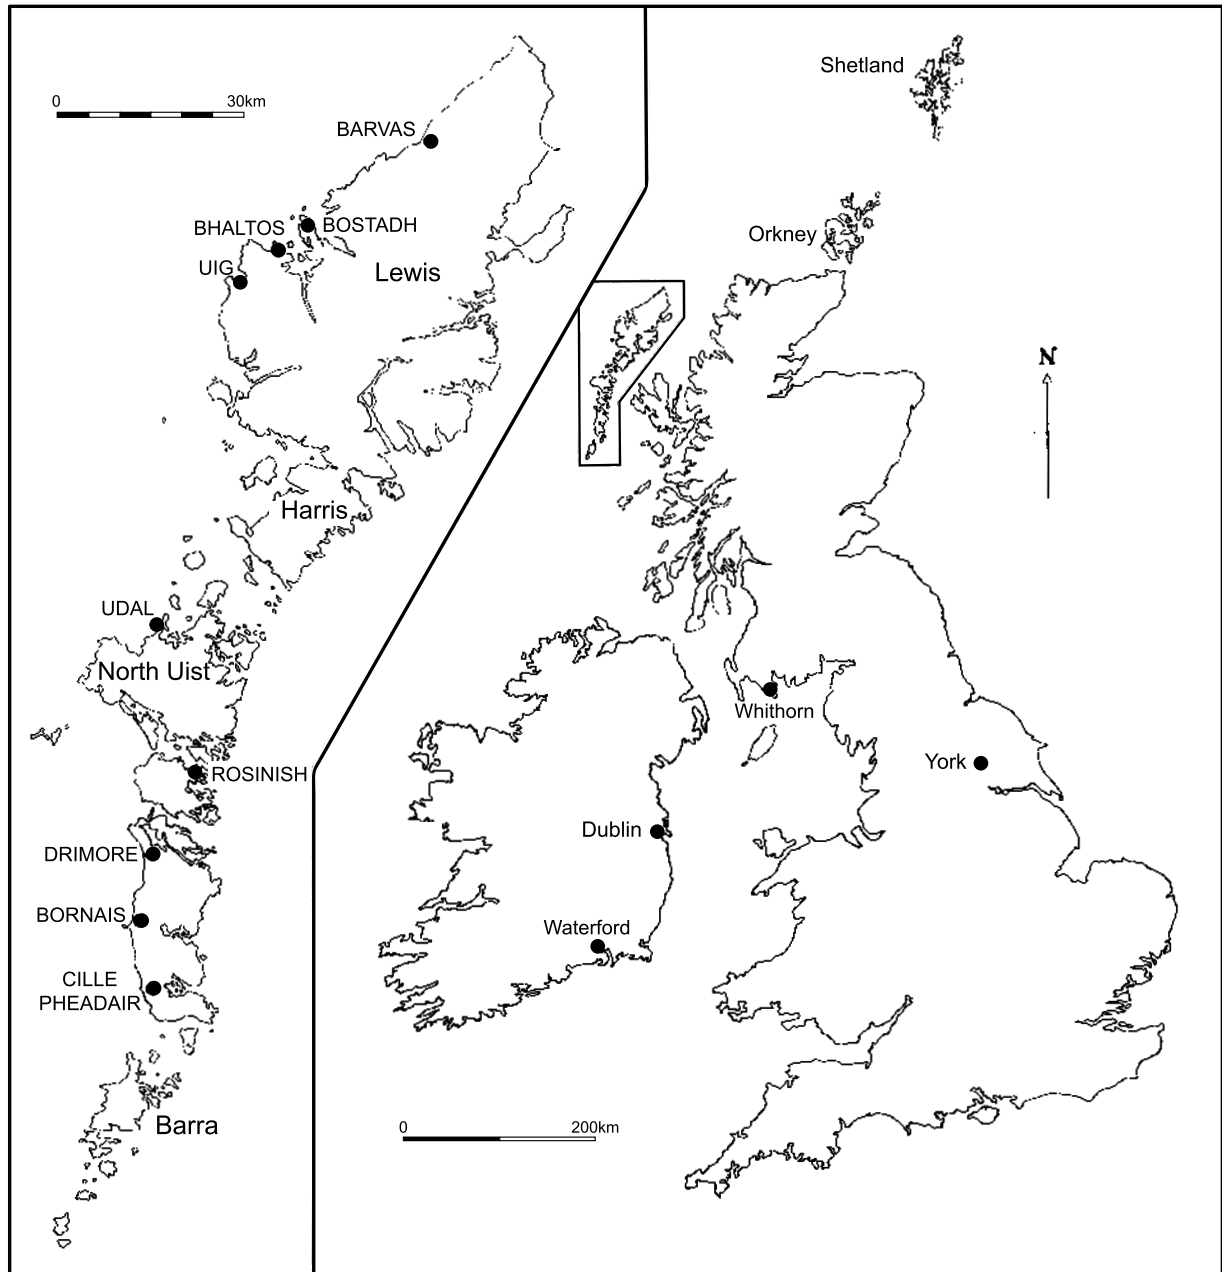 Shetland
0 30km
BARVAS
BHALTOS
BOSTADH
UIG
Lewis
Orkney
N
Harris
UDAL
North Uist
Whithorn
York
ROSINISH
Dublin
DRIMORE
BORNAIS
Waterford
CILLE
PHEADAIR
Barra
0 200km